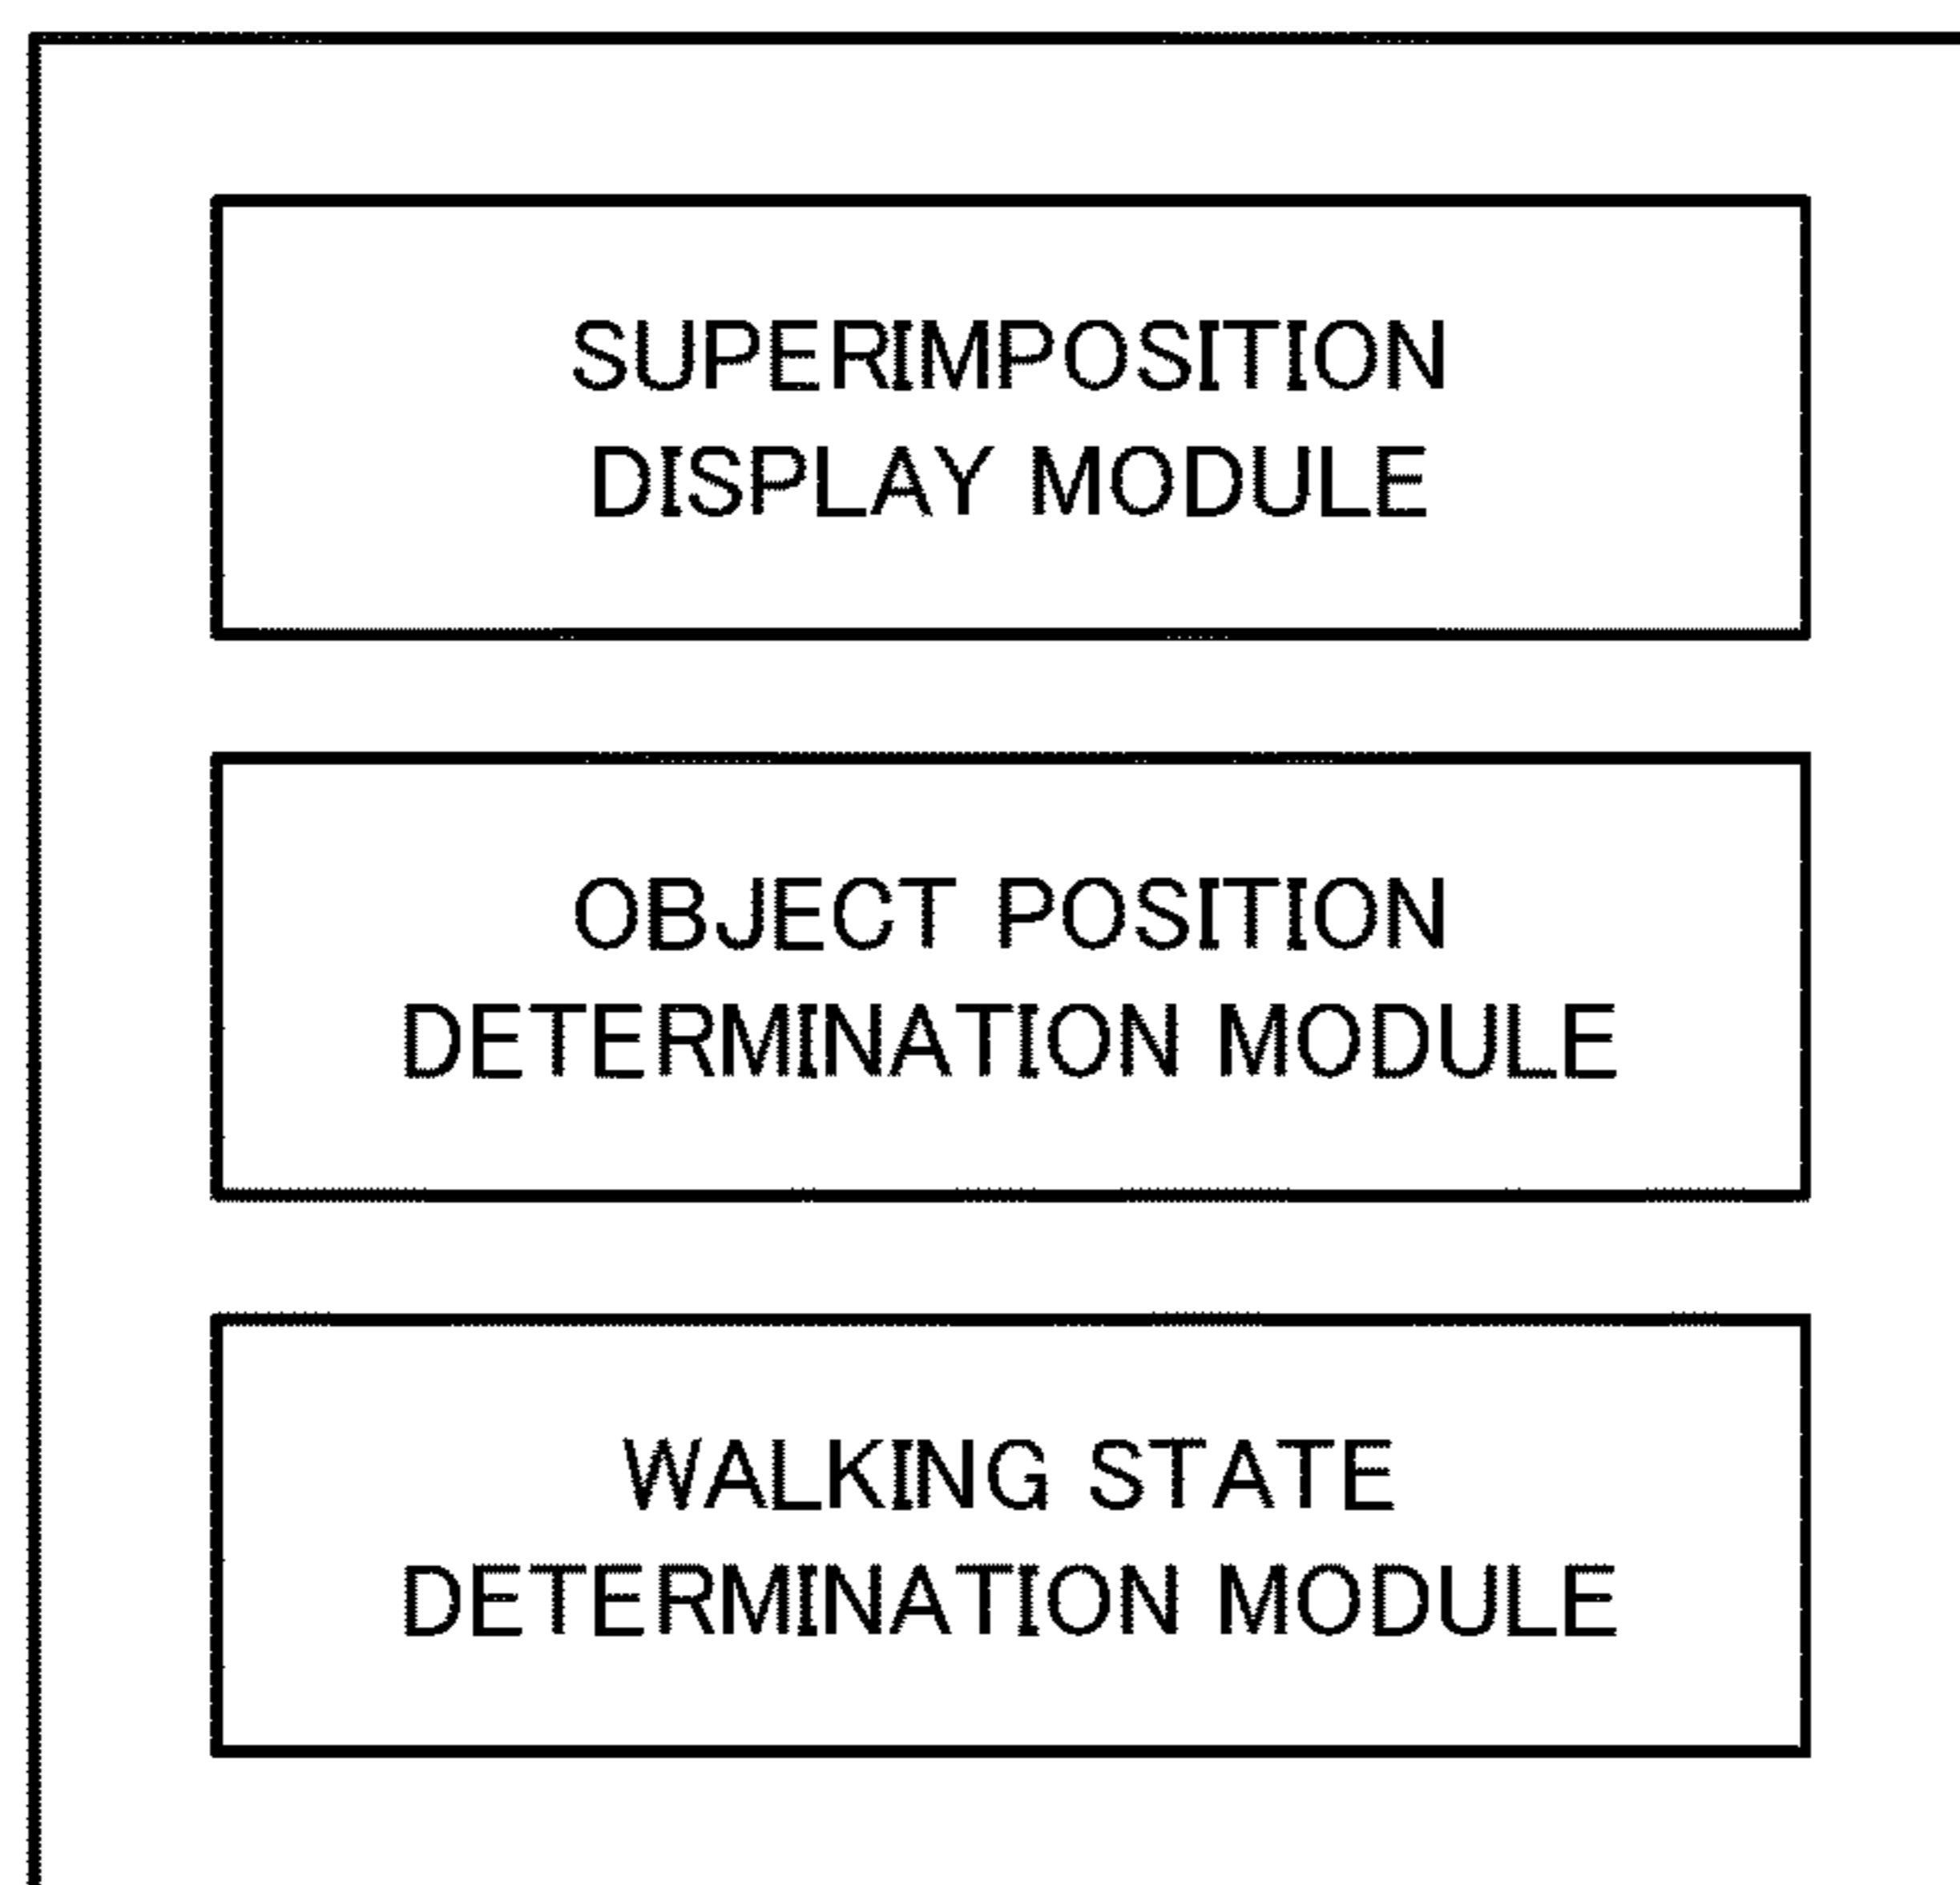 SUPERIMPOSITION
DISPLAY MODULE
OBJECT POSITION
DETERMINATION MODULE
WALKING STATE
DETERMINATION MODULE